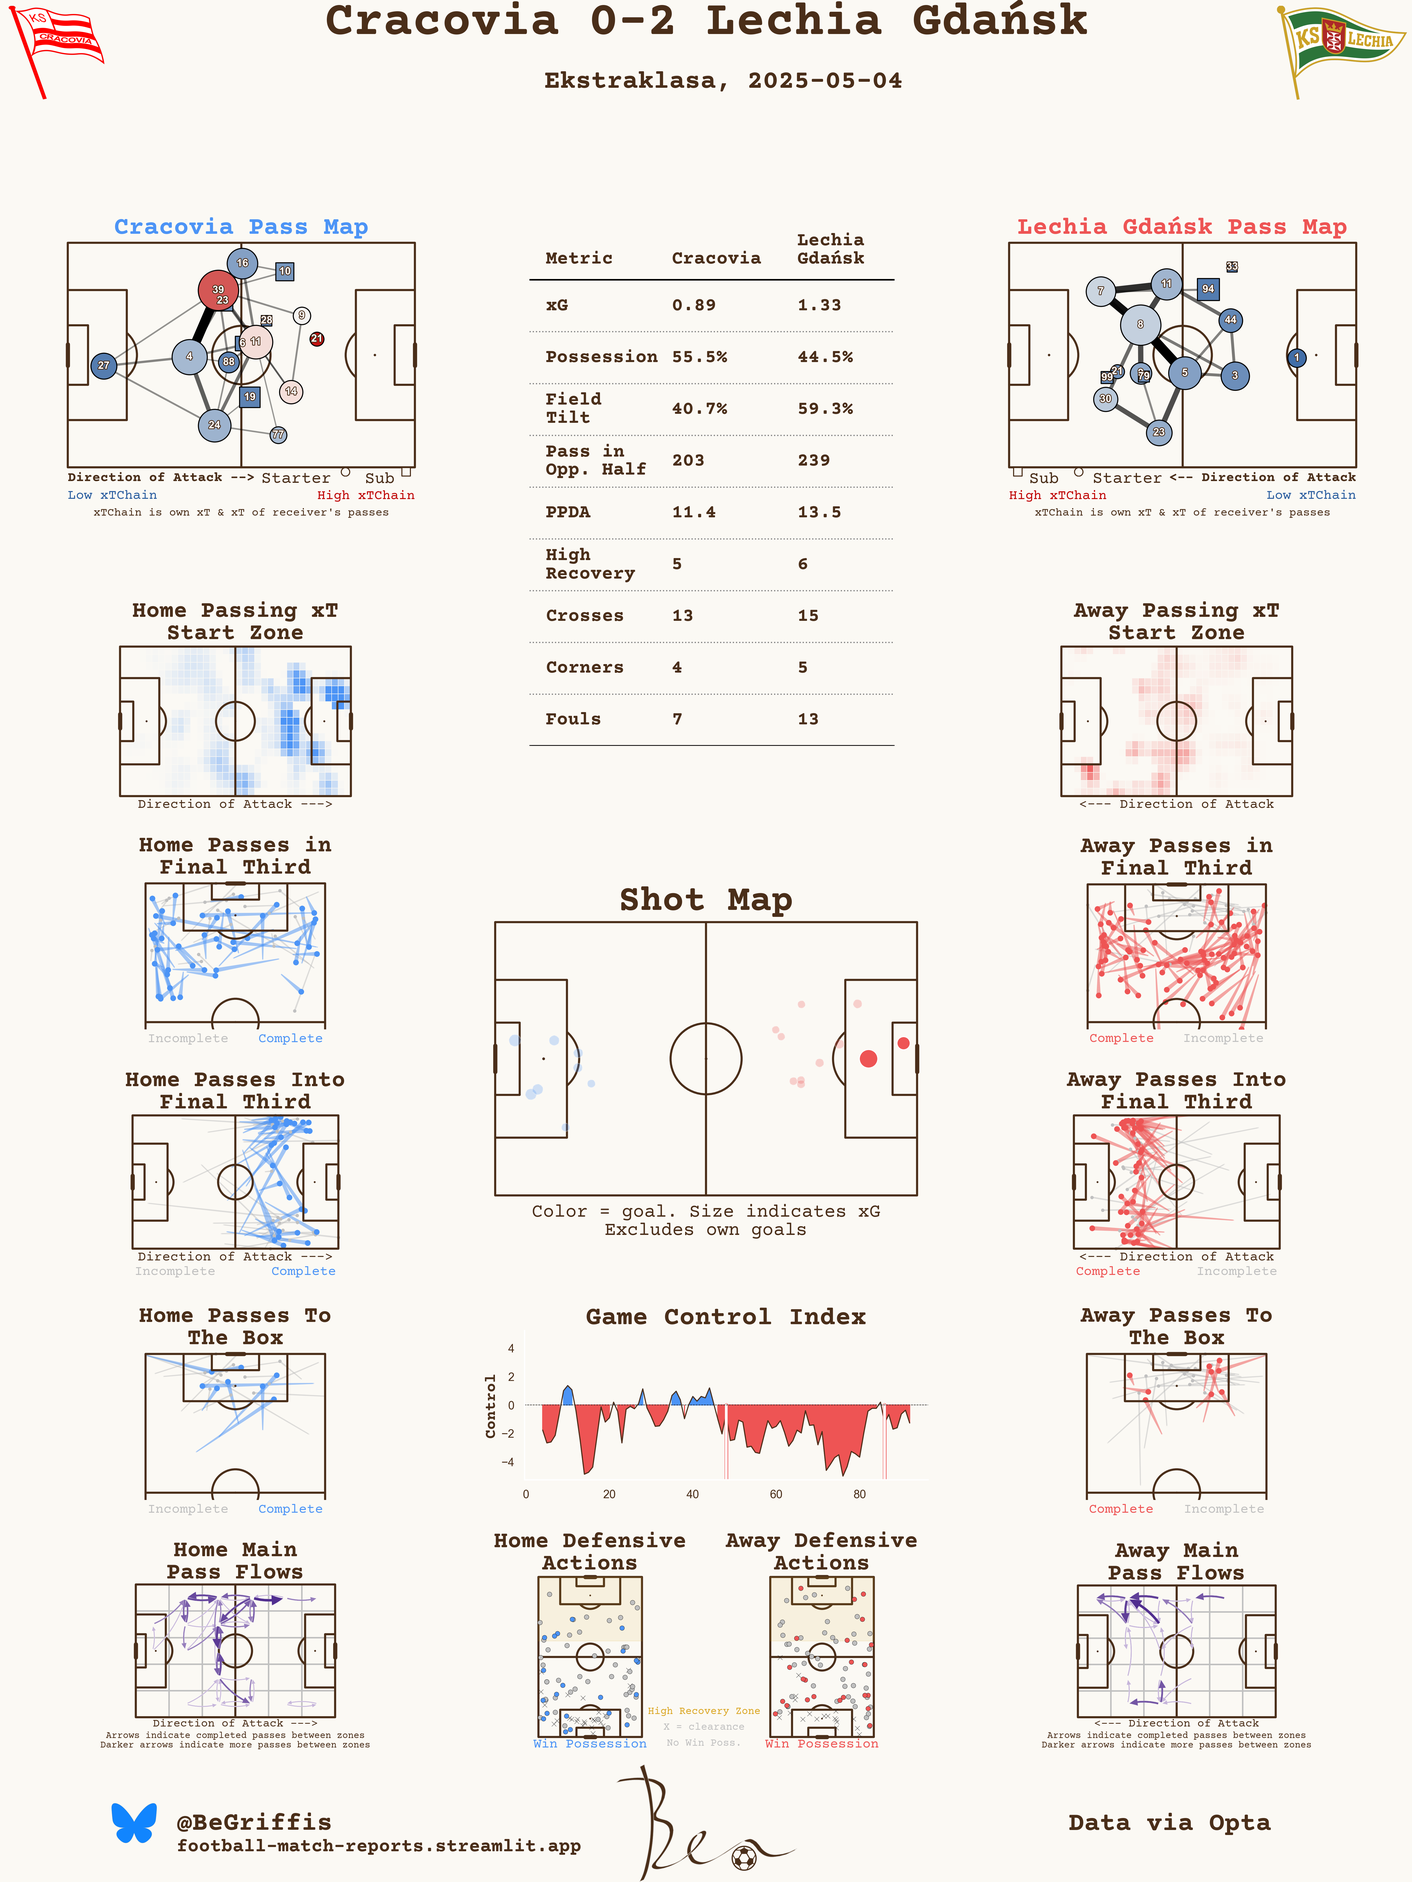 Cracovia 0-2 Lechia Gdańsk
Ekstraklasa, 2025-05-04
KS
CRACOVIA
KS LECHIA
Cracovia Pass Map
16
10
39
23
9
28
21
6
11
4
88
27
14
19
24
77
Direction of Attack --> Starter Sub
Low xTChain High xTChain
xTChain is own xT & xT of receiver's passes
Metric Cracovia Lechia Gdańsk
xG 0.89 1.33
Possession 55.5% 44.5%
Field Tilt 40.7% 59.3%
Pass in Opp. Half 203 239
PPDA 11.4 13.5
High Recovery 5 6
Crosses 13 15
Corners 4 5
Fouls 7 13
Lechia Gdańsk Pass Map
33
7
11
94
8
44
1
21
99
79
5
3
30
23
Sub Starter <-- Direction of Attack
High xTChain Low xTChain
xTChain is own xT & xT of receiver's passes
Home Passing xT
Start Zone
Direction of Attack --->
Away Passing xT
Start Zone
<--- Direction of Attack
Home Passes in
Final Third
Incomplete Complete
Away Passes in
Final Third
Complete Incomplete
Shot Map
Color = goal. Size indicates xG
Excludes own goals
Home Passes Into
Final Third
Direction of Attack --->
Incomplete Complete
Away Passes Into
Final Third
<--- Direction of Attack
Complete Incomplete
Home Passes To
The Box
Incomplete Complete
Game Control Index
Control
4
2
0
−2
−4
0 20 40 60 80
Away Passes To
The Box
Complete Incomplete
Home Main
Pass Flows
Direction of Attack --->
Arrows indicate completed passes between zones
Darker arrows indicate more passes between zones
Home Defensive
Actions
Win Possession
Away Defensive
Actions
Win Possession
High Recovery Zone
X = clearance
No Win Poss.
Away Main
Pass Flows
<--- Direction of Attack
Arrows indicate completed passes between zones
Darker arrows indicate more passes between zones
@BeGriffis
football-match-reports.streamlit.app
Ben
Data via Opta